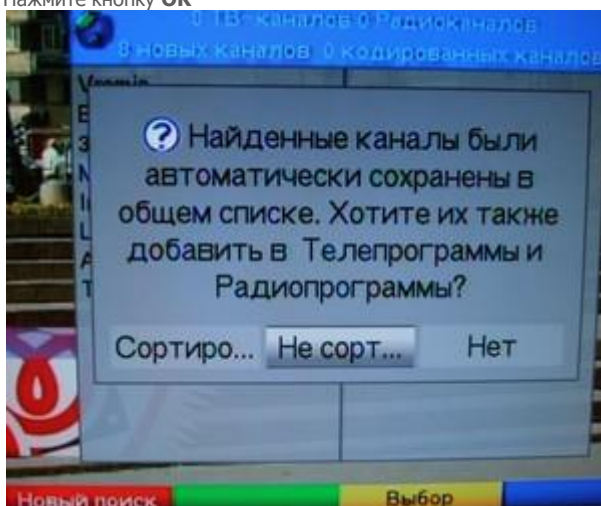 Нажмите кнопку OK
0 ТВ-каналов 0 Радиоканалов
8 новых каналов 0 кодированных каналов
Найденные каналы были
автоматически сохранены в
общем списке. Хотите их также
добавить в Телепрограммы и
Радиопрограммы?
Сортиро... Не сорт... Нет
Новый поиск Выбор